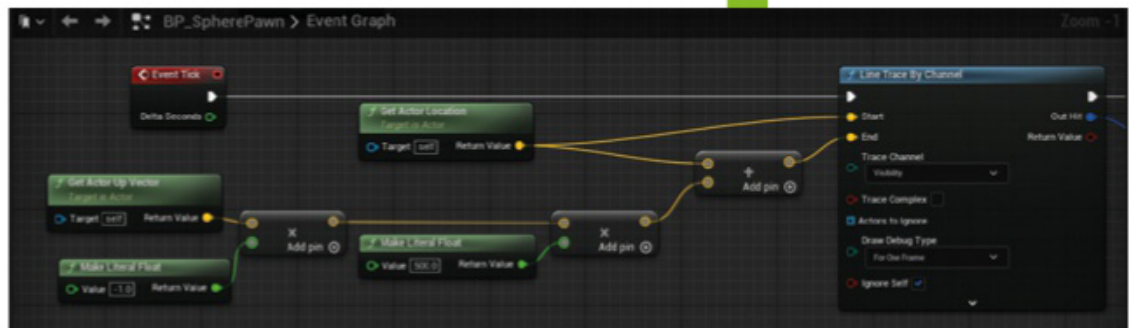 BP_SpherePawn > Event Graph
Zoom -1
Event Tick
Delta Seconds
Get Actor Location
Target is Actor
Target self Return Value
Get Actor Up Vector
Target is Actor
Target self Return Value
Make Literal Float
Value -1.0 Return Value
×
Add pin
Make Literal Float
Value 500.0 Return Value
×
Add pin
+
Add pin
Line Trace By Channel
Start Out Hit
End Return Value
Trace Channel
Visibility
Trace Complex
Actors to Ignore
Draw Debug Type
For One Frame
Ignore Self